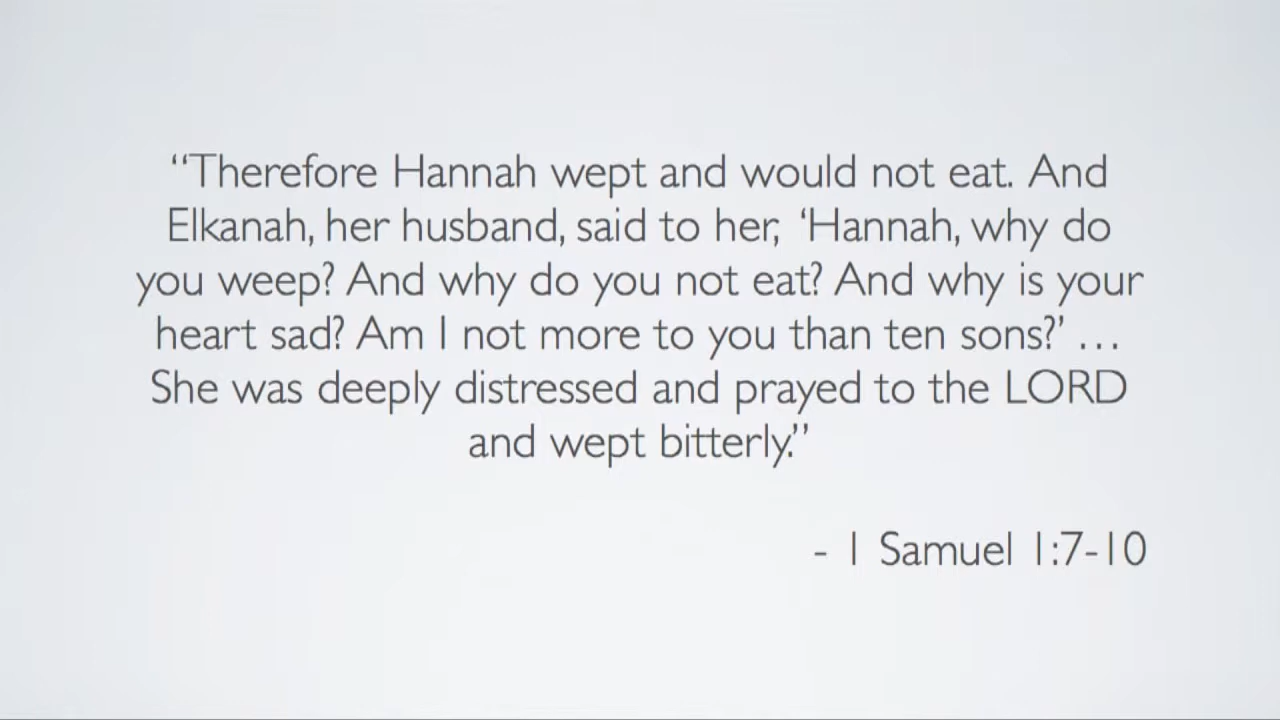 “Therefore Hannah wept and would not eat. And
Elkanah, her husband, said to her, ‘Hannah, why do
you weep? And why do you not eat? And why is your
heart sad? Am I not more to you than ten sons?’ …
She was deeply distressed and prayed to the LORD
and wept bitterly.”
- 1 Samuel 1:7-10